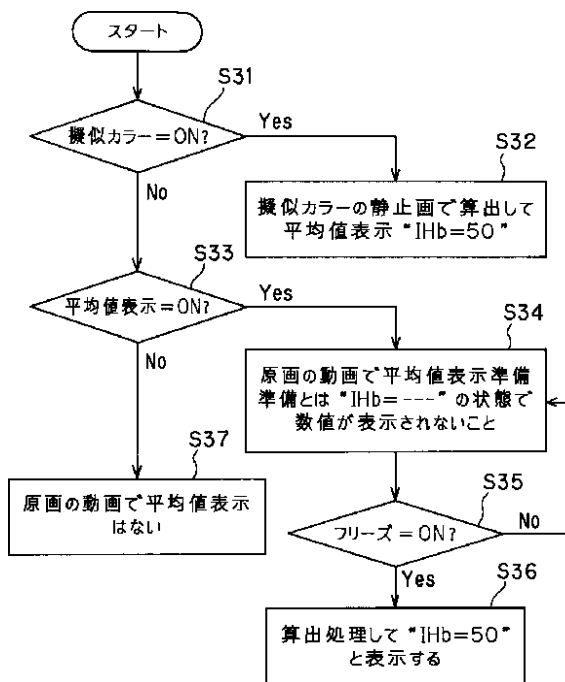 スタート
S31
擬似カラー=ON?
Yes
No
S32
擬似カラーの静止画で算出して
平均値表示“IHb=50”
S33
平均値表示=ON?
Yes
No
S34
原画の動画で平均値表示準備
準備とは“IHb=---”の状態で
数値が表示されないこと
S37
原画の動画で平均値表示
はない
S35
フリーズ=ON?
No
Yes
S36
算出処理して“IHb=50”
と表示する